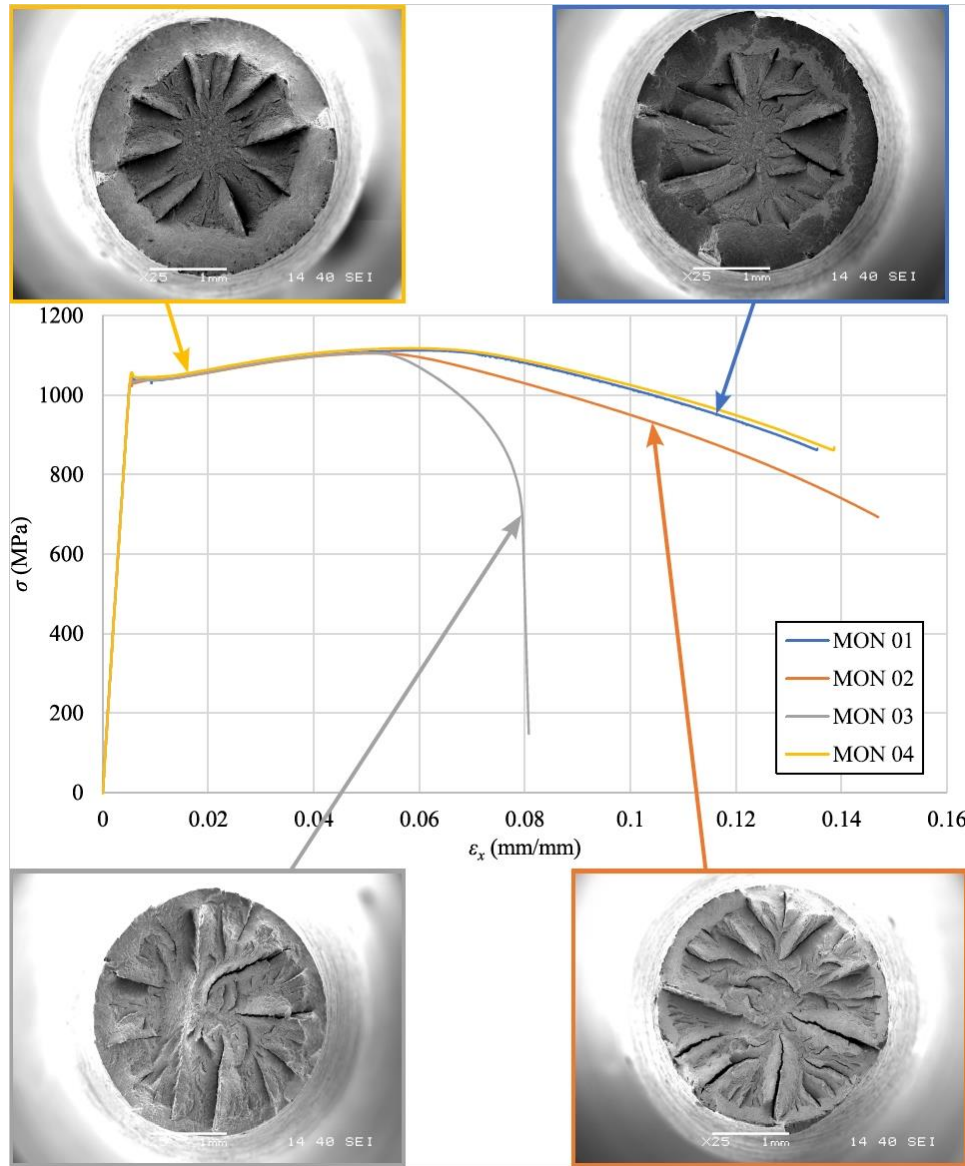 X25 1mm 14 40 SEI
X25 1mm 14 40 SEI
1200
1000
800
600
400
200
0
σ (MPa)
0 0.02 0.04 0.06 0.08 0.1 0.12 0.14 0.16
εx (mm/mm)
MON 01
MON 02
MON 03
MON 04
X25 1mm 14 40 SEI
X25 1mm 14 40 SEI